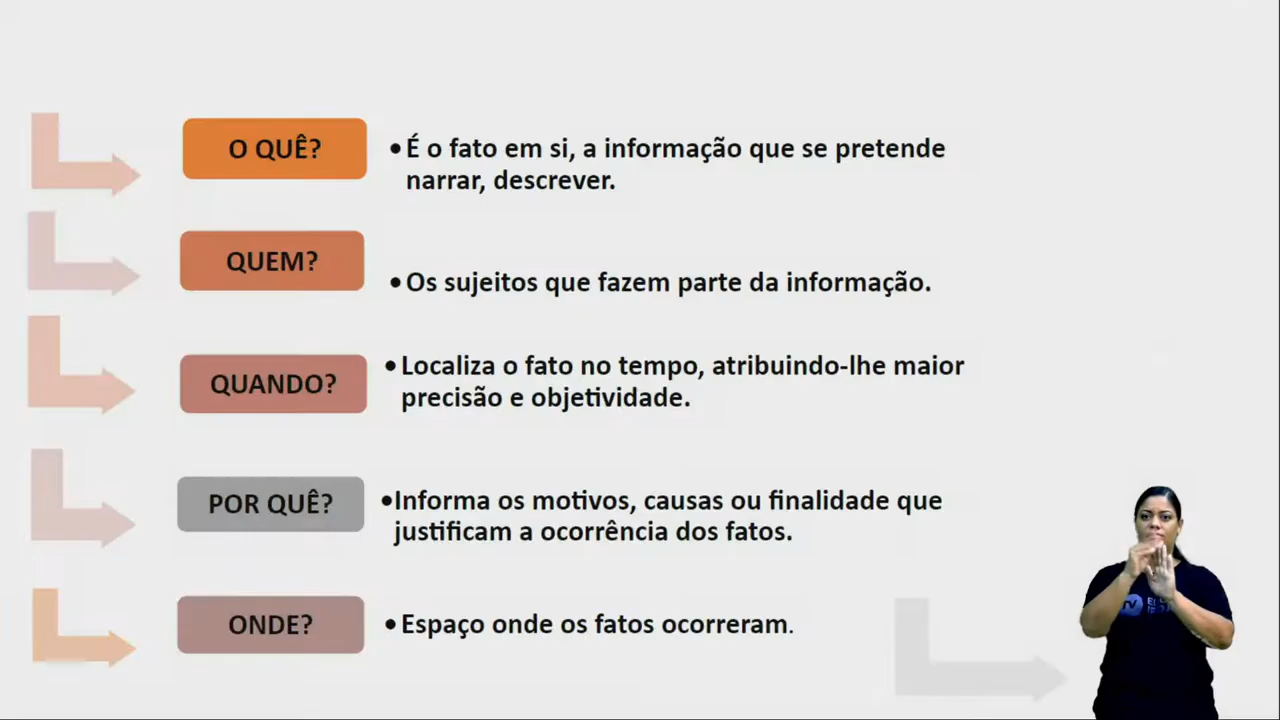 O QUÊ?
•É o fato em si, a informação que se pretende
narrar, descrever.
QUEM?
•Os sujeitos que fazem parte da informação.
QUANDO?
•Localiza o fato no tempo, atribuindo-lhe maior
precisão e objetividade.
POR QUÊ?
•Informa os motivos, causas ou finalidade que
justificam a ocorrência dos fatos.
ONDE?
•Espaço onde os fatos ocorreram.